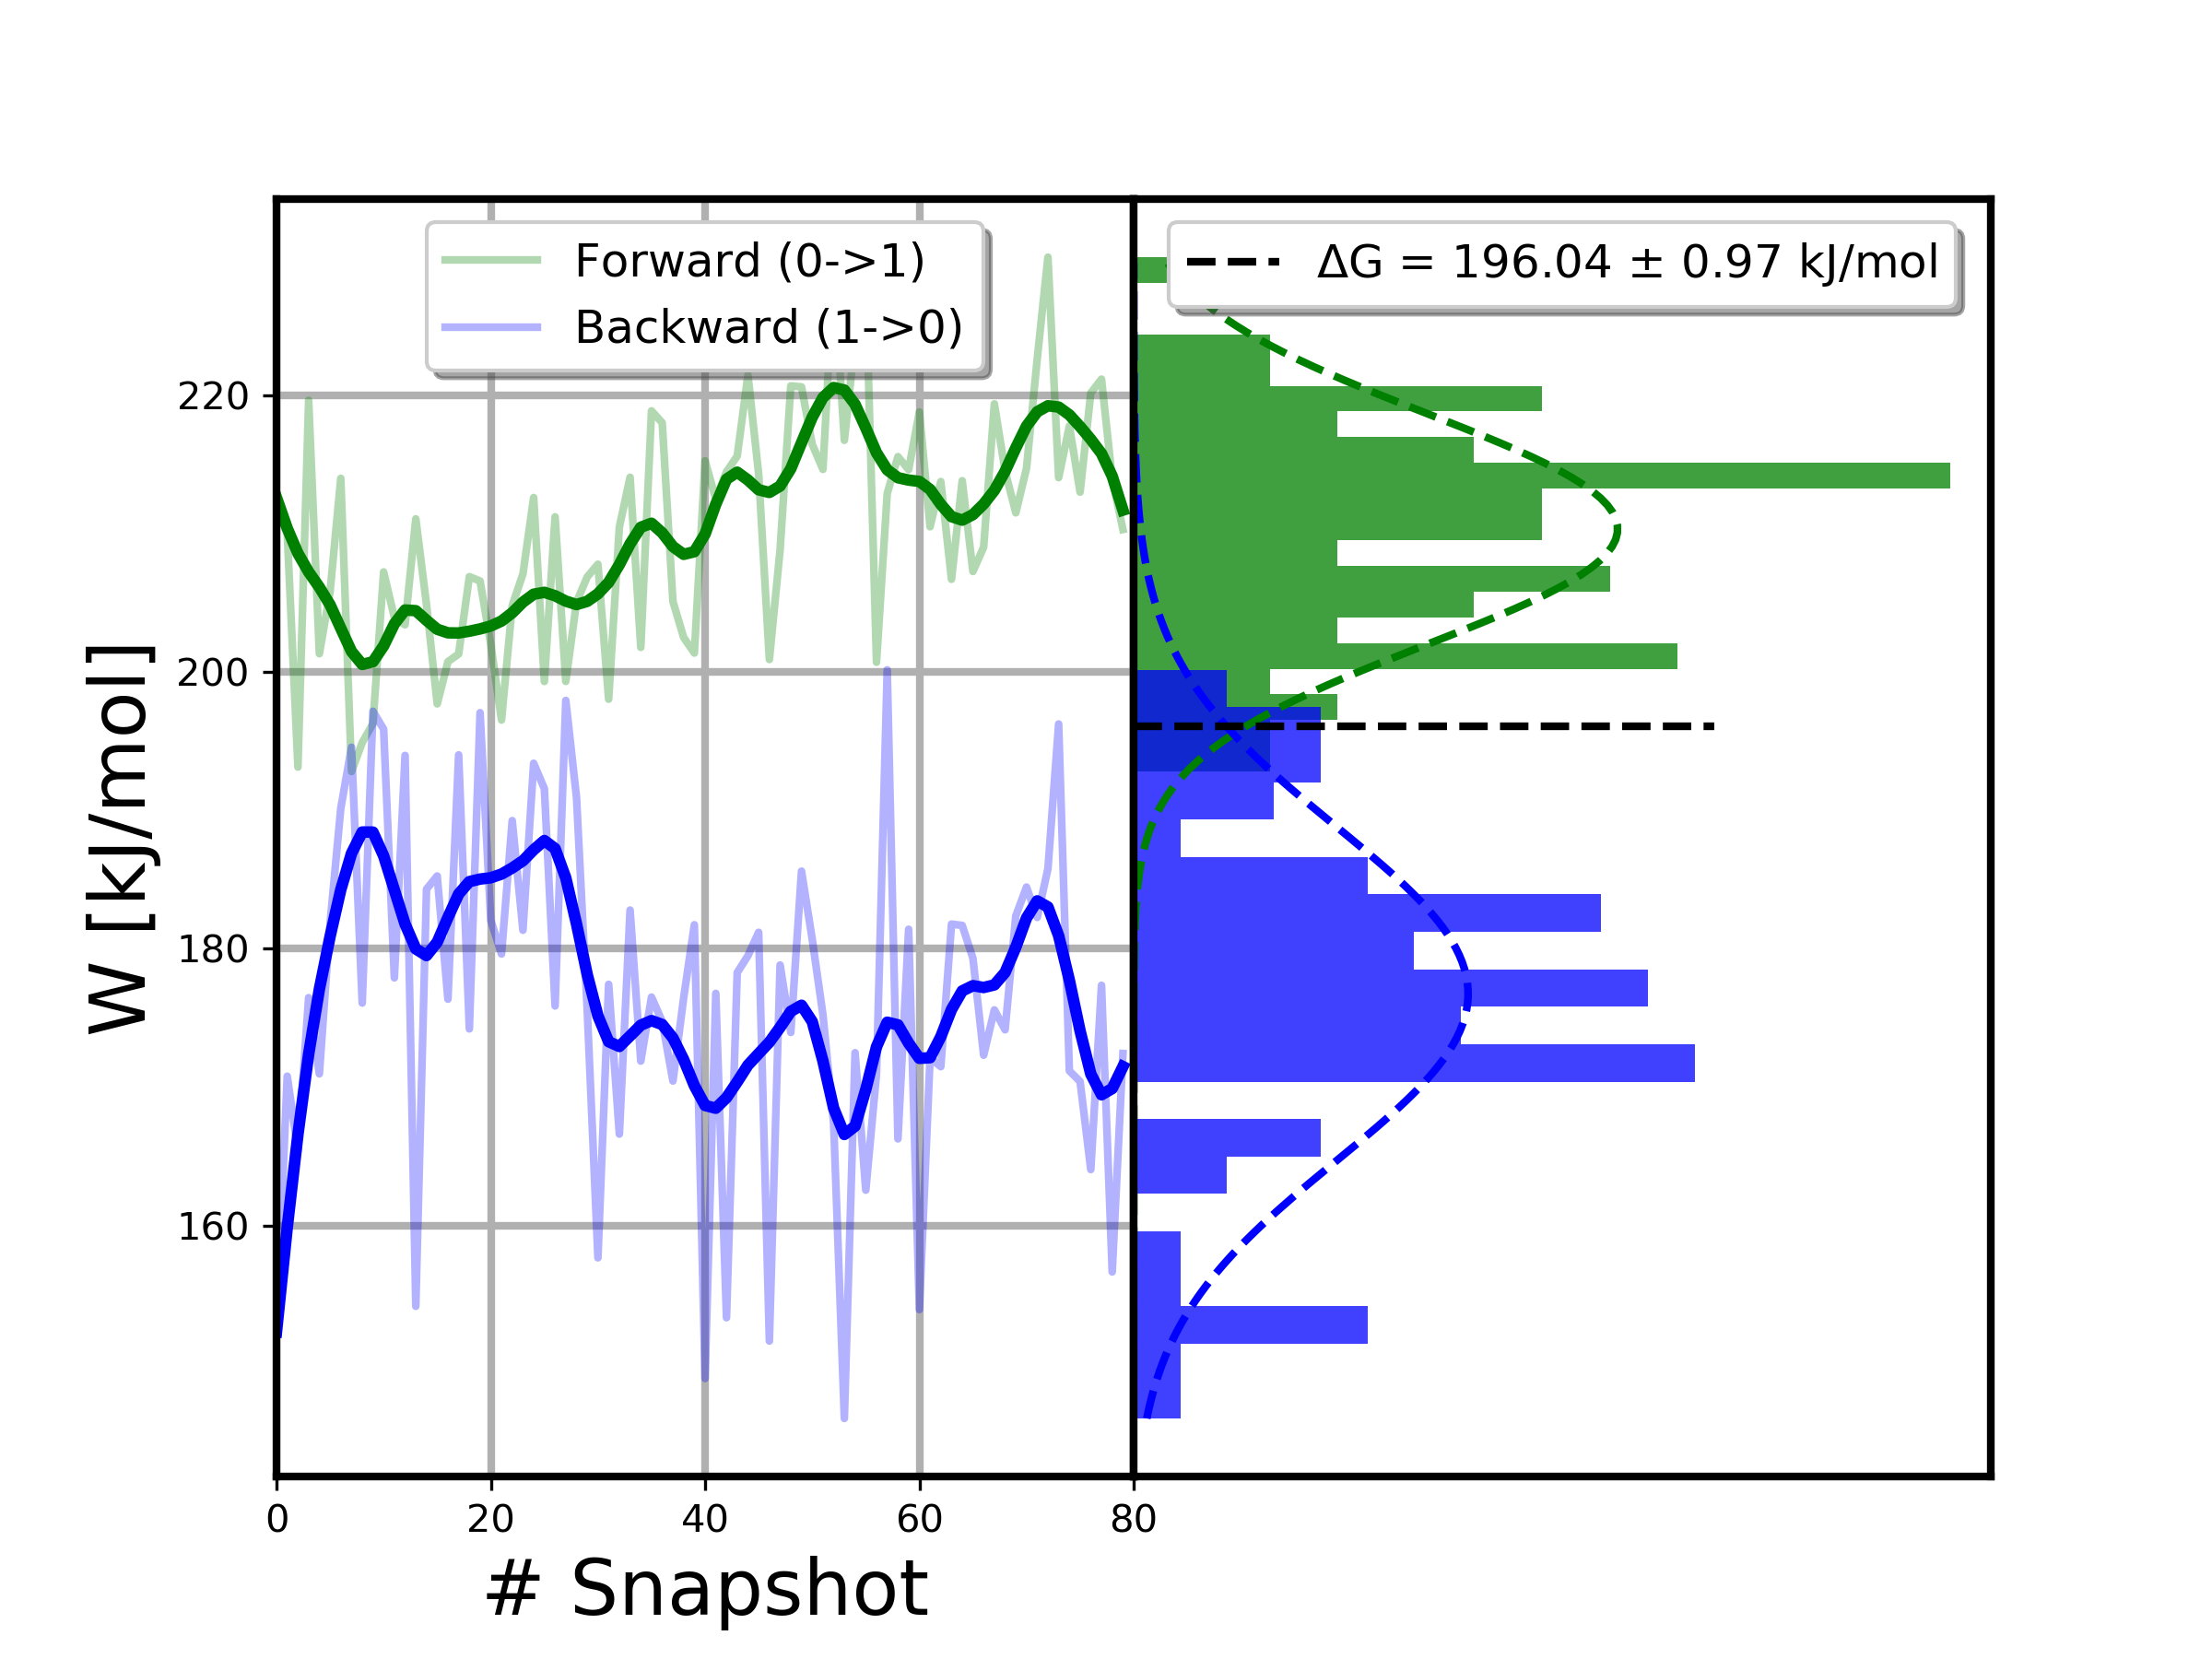 Forward (0->1)
Backward (1->0)
ΔG = 196.04 ± 0.97 kJ/mol
W [kJ/mol]
220
200
180
160
0 20 40 60 80
# Snapshot